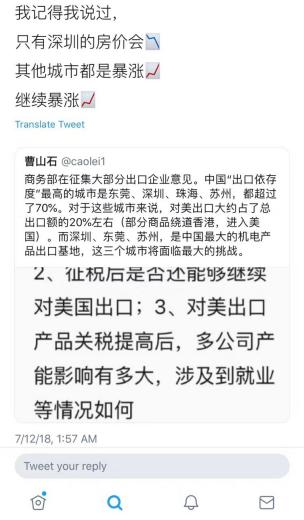 我记得我说过，
只有深圳的房价会📉
其他城市都是暴涨📈
继续暴涨📈
Translate Tweet
曹山石 @caolei1
商务部在征集大部分出口企业意见。中国“出口依存
度”最高的城市是东莞、深圳、珠海、苏州，都超过
了70%。对于这些城市来说，对美出口大约占了总
出口额的20%左右（部分商品绕道香港，进入美
国）。而深圳、东莞、苏州，是中国最大的机电产
品出口基地，这三个城市将面临最大的挑战。
2、征税后是否还能够继续
对美国出口；3、对美出口
产品关税提高后，多公司产
能影响有多大，涉及到就业
等情况如何
7/12/18, 1:57 AM
Tweet your reply